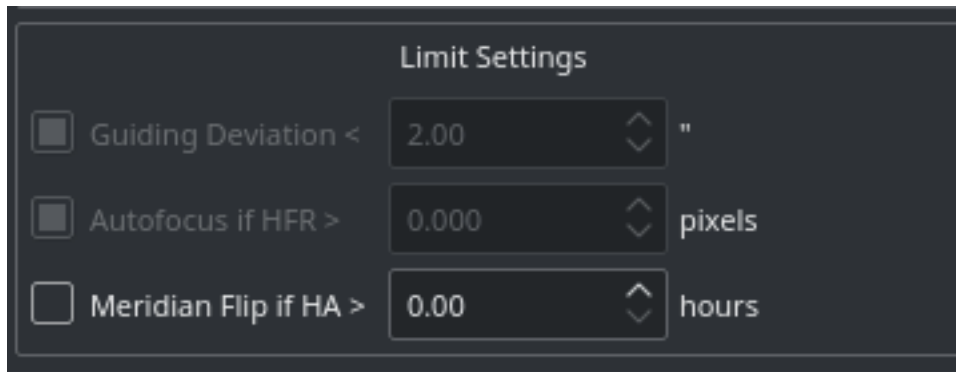 Limit Settings
Guiding Deviation < 2.00 "
Autofocus if HFR > 0.000 pixels
Meridian Flip if HA > 0.00 hours